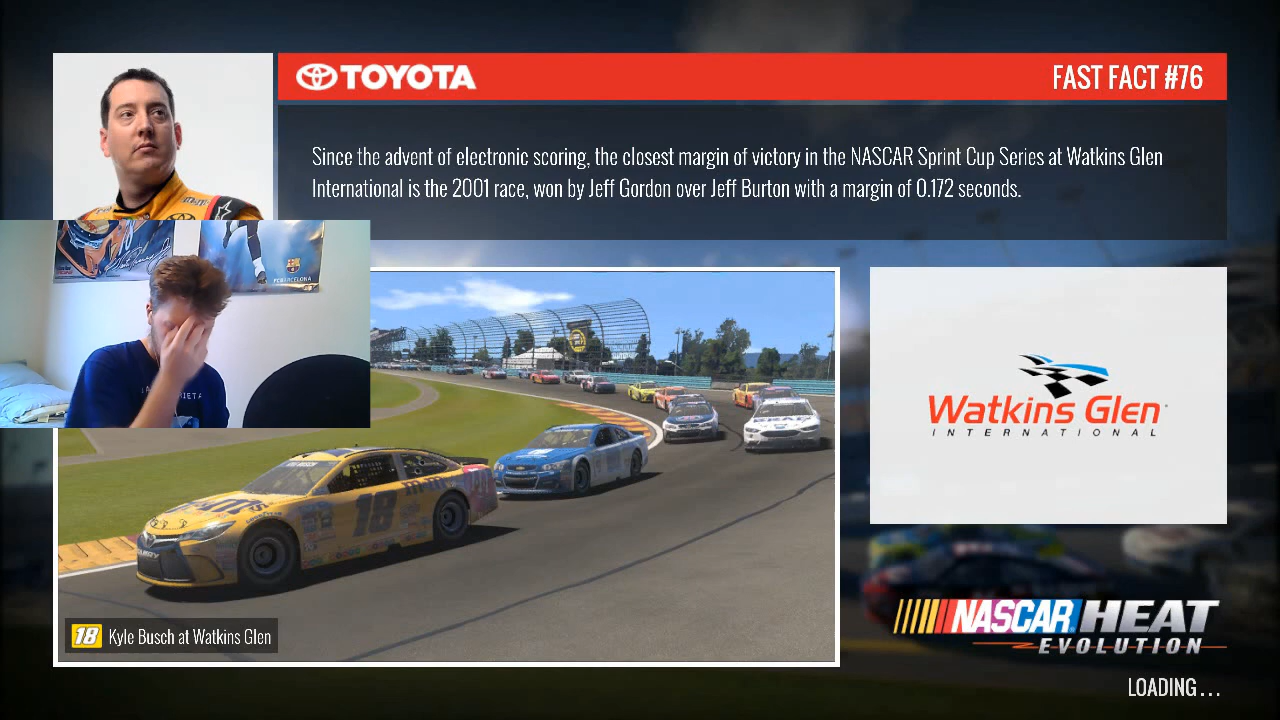 TOYOTA
FAST FACT #76
Since the advent of electronic scoring, the closest margin of victory in the NASCAR Sprint Cup Series at Watkins Glen
International is the 2001 race, won by Jeff Gordon over Jeff Burton with a margin of 0.172 seconds.
FCBARCELONA
18
Watkins Glen
INTERNATIONAL
18 Kyle Busch at Watkins Glen
NASCAR HEAT
EVOLUTION
LOADING...